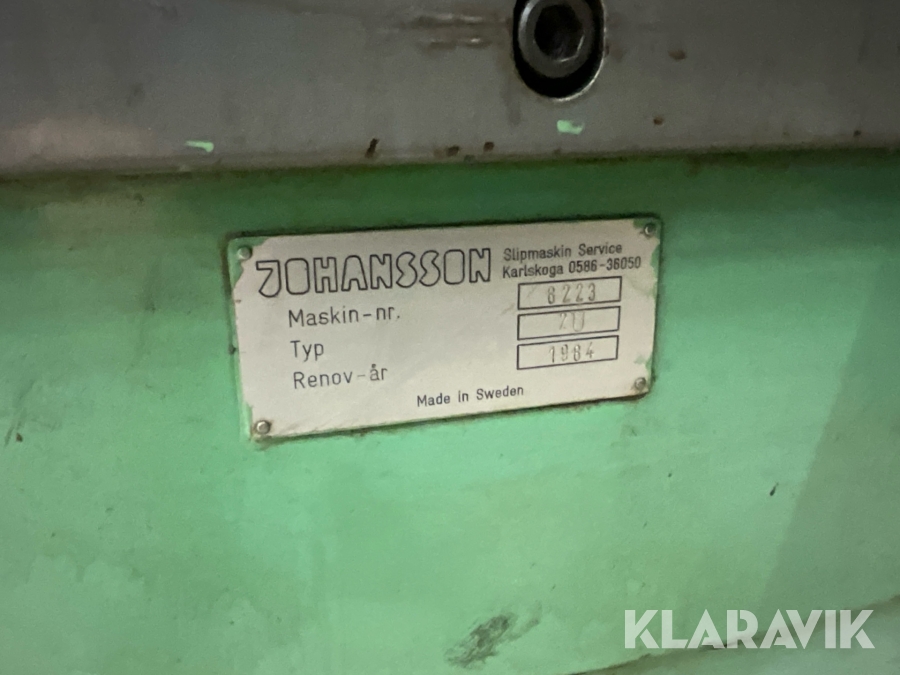 JOHANSSON
Slipmaskin Service
Karlskoga 0586-36050
Maskin-nr. 8223
Typ
Renov-år 1984
Made in Sweden
KLARAVIK